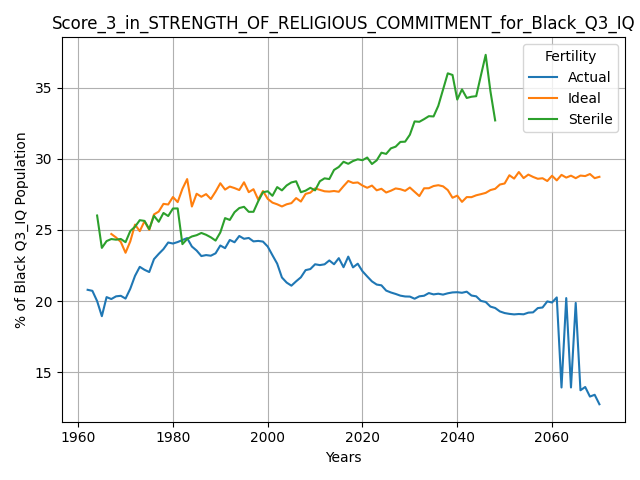 Score_3_in_STRENGTH_OF_RELIGIOUS_COMMITMENT_for_Black_Q3_IQ
Fertility
Actual
Ideal
Sterile
% of Black Q3_IQ Population
35
30
25
20
15
1960
1980
2000
2020
2040
2060
Years